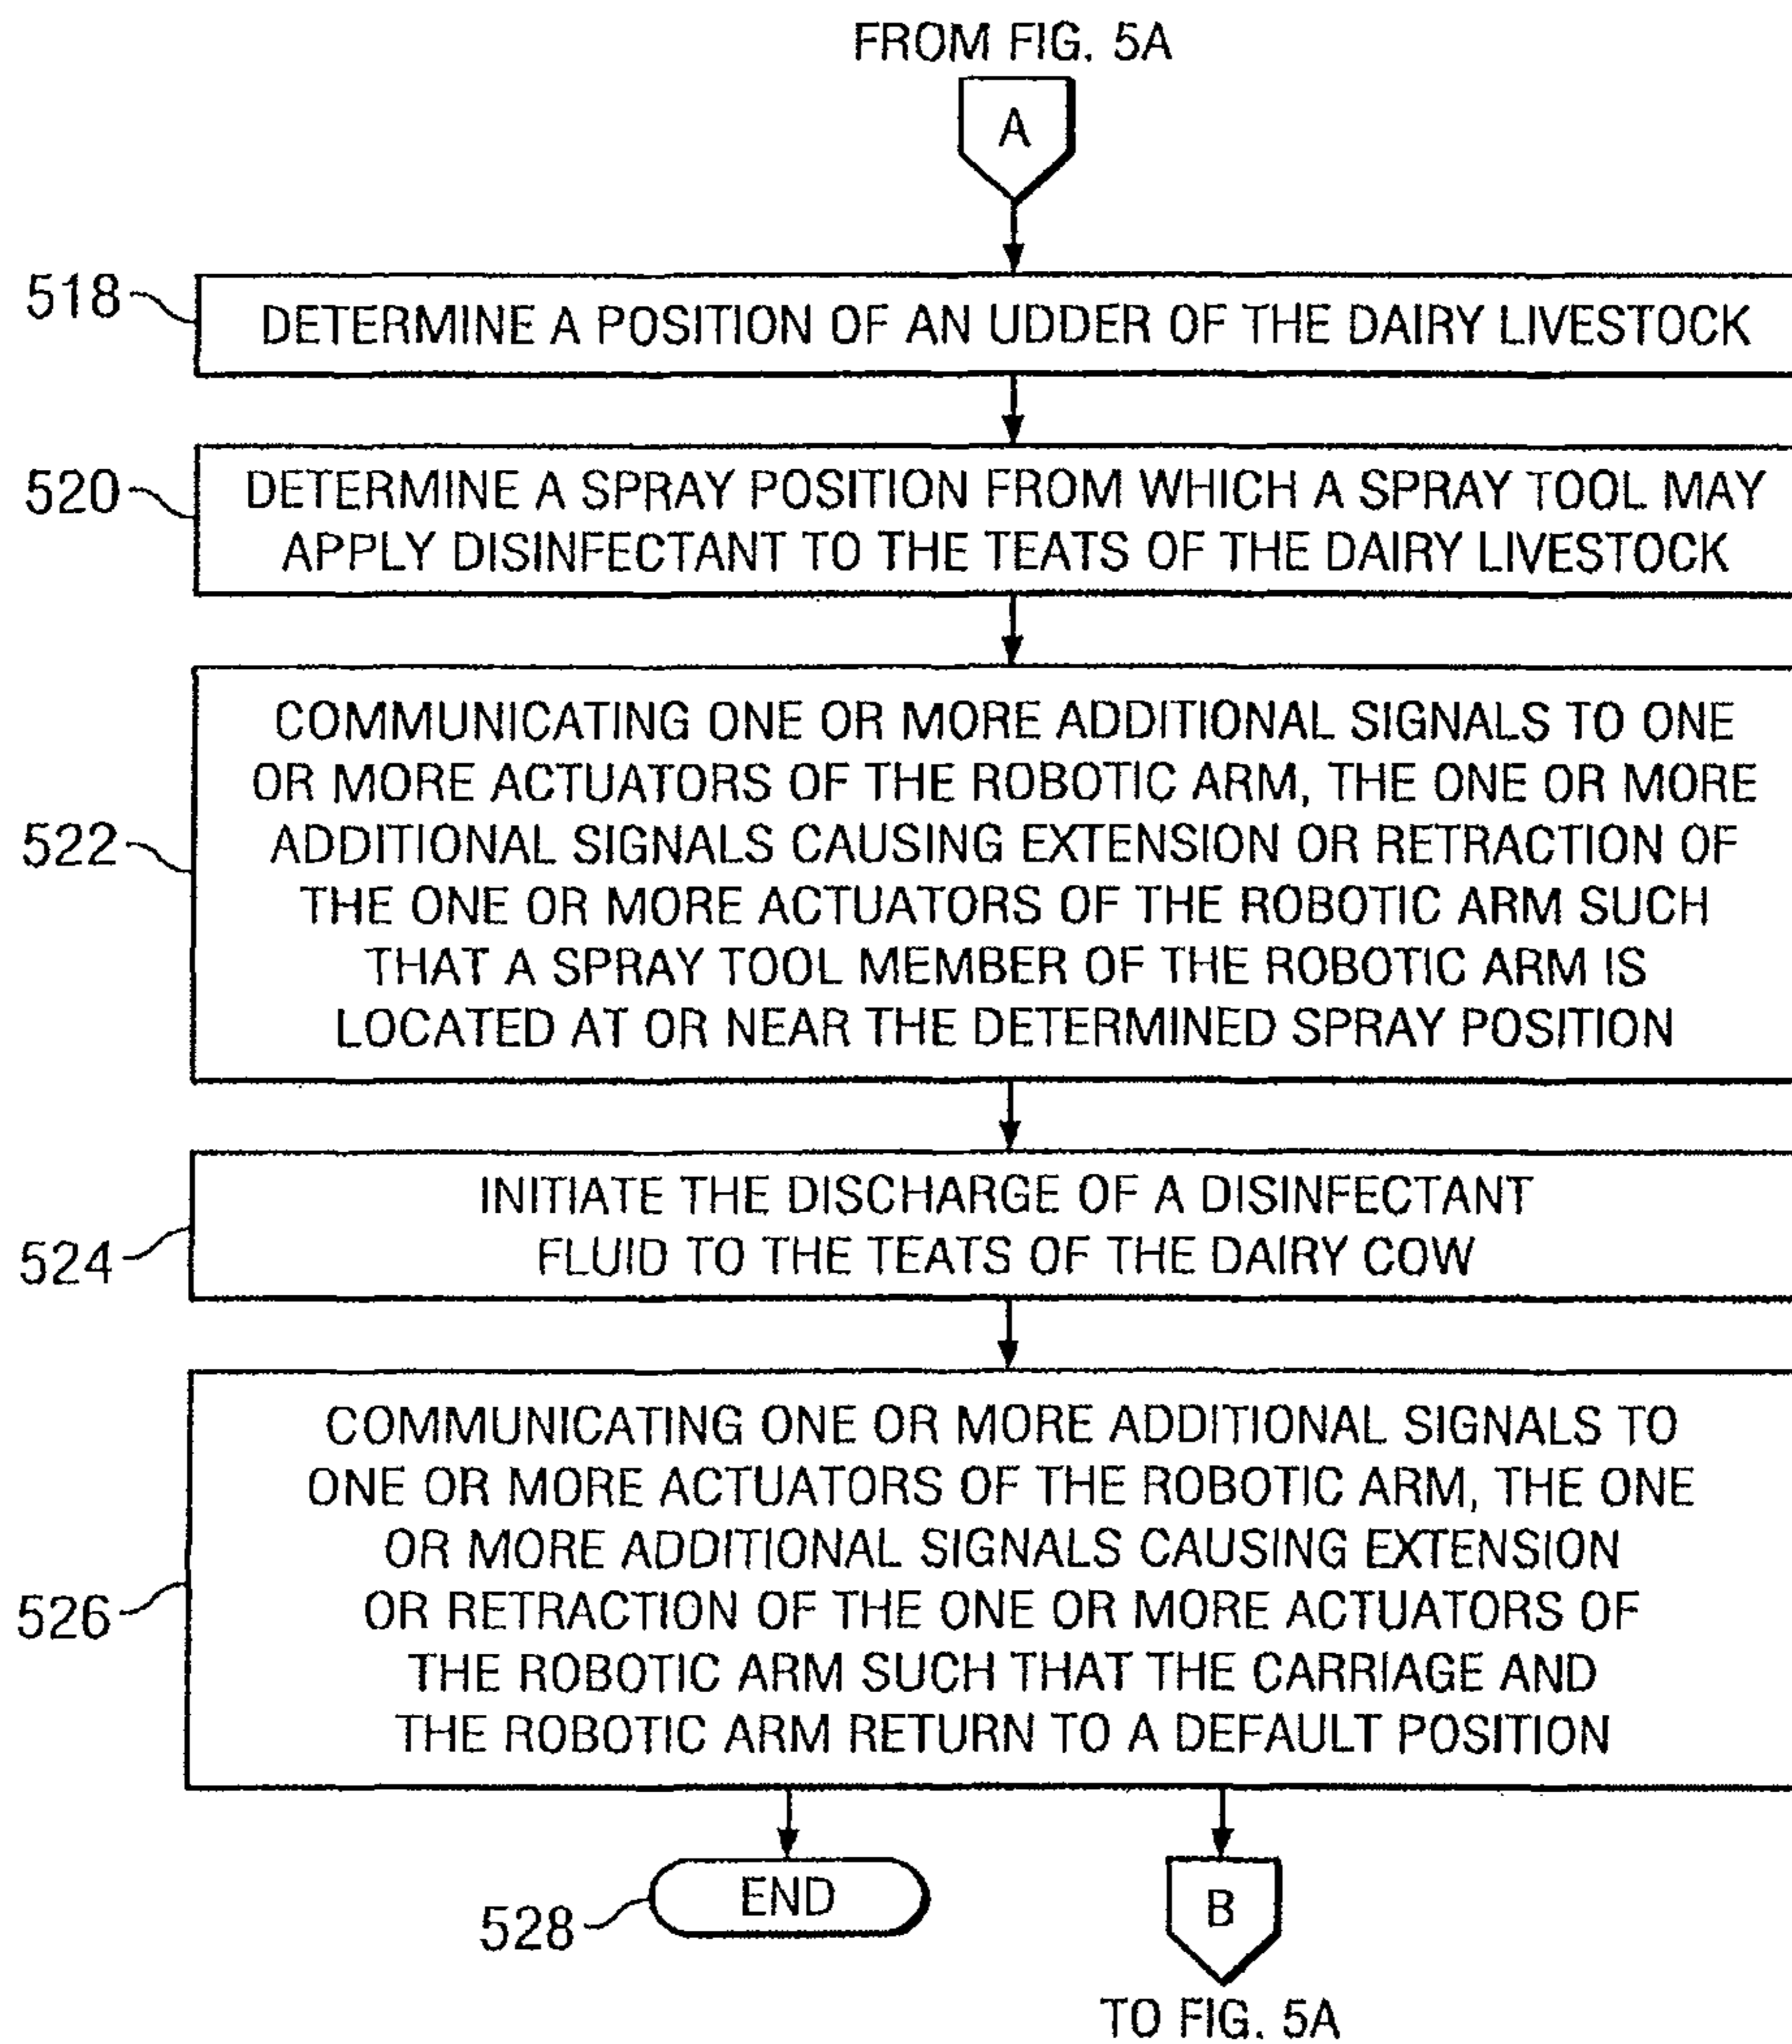 FROM FIG. 5A
A
518
DETERMINE A POSITION OF AN UDDER OF THE DAIRY LIVESTOCK
520
DETERMINE A SPRAY POSITION FROM WHICH A SPRAY TOOL MAY
APPLY DISINFECTANT TO THE TEATS OF THE DAIRY LIVESTOCK
522
COMMUNICATING ONE OR MORE ADDITIONAL SIGNALS TO ONE
OR MORE ACTUATORS OF THE ROBOTIC ARM, THE ONE OR MORE
ADDITIONAL SIGNALS CAUSING EXTENSION OR RETRACTION OF
THE ONE OR MORE ACTUATORS OF THE ROBOTIC ARM SUCH
THAT A SPRAY TOOL MEMBER OF THE ROBOTIC ARM IS
LOCATED AT OR NEAR THE DETERMINED SPRAY POSITION
524
INITIATE THE DISCHARGE OF A DISINFECTANT
FLUID TO THE TEATS OF THE DAIRY COW
526
COMMUNICATING ONE OR MORE ADDITIONAL SIGNALS TO
ONE OR MORE ACTUATORS OF THE ROBOTIC ARM, THE ONE
OR MORE ADDITIONAL SIGNALS CAUSING EXTENSION
OR RETRACTION OF THE ONE OR MORE ACTUATORS OF
THE ROBOTIC ARM SUCH THAT THE CARRIAGE AND
THE ROBOTIC ARM RETURN TO A DEFAULT POSITION
528
END
B
TO FIG. 5A